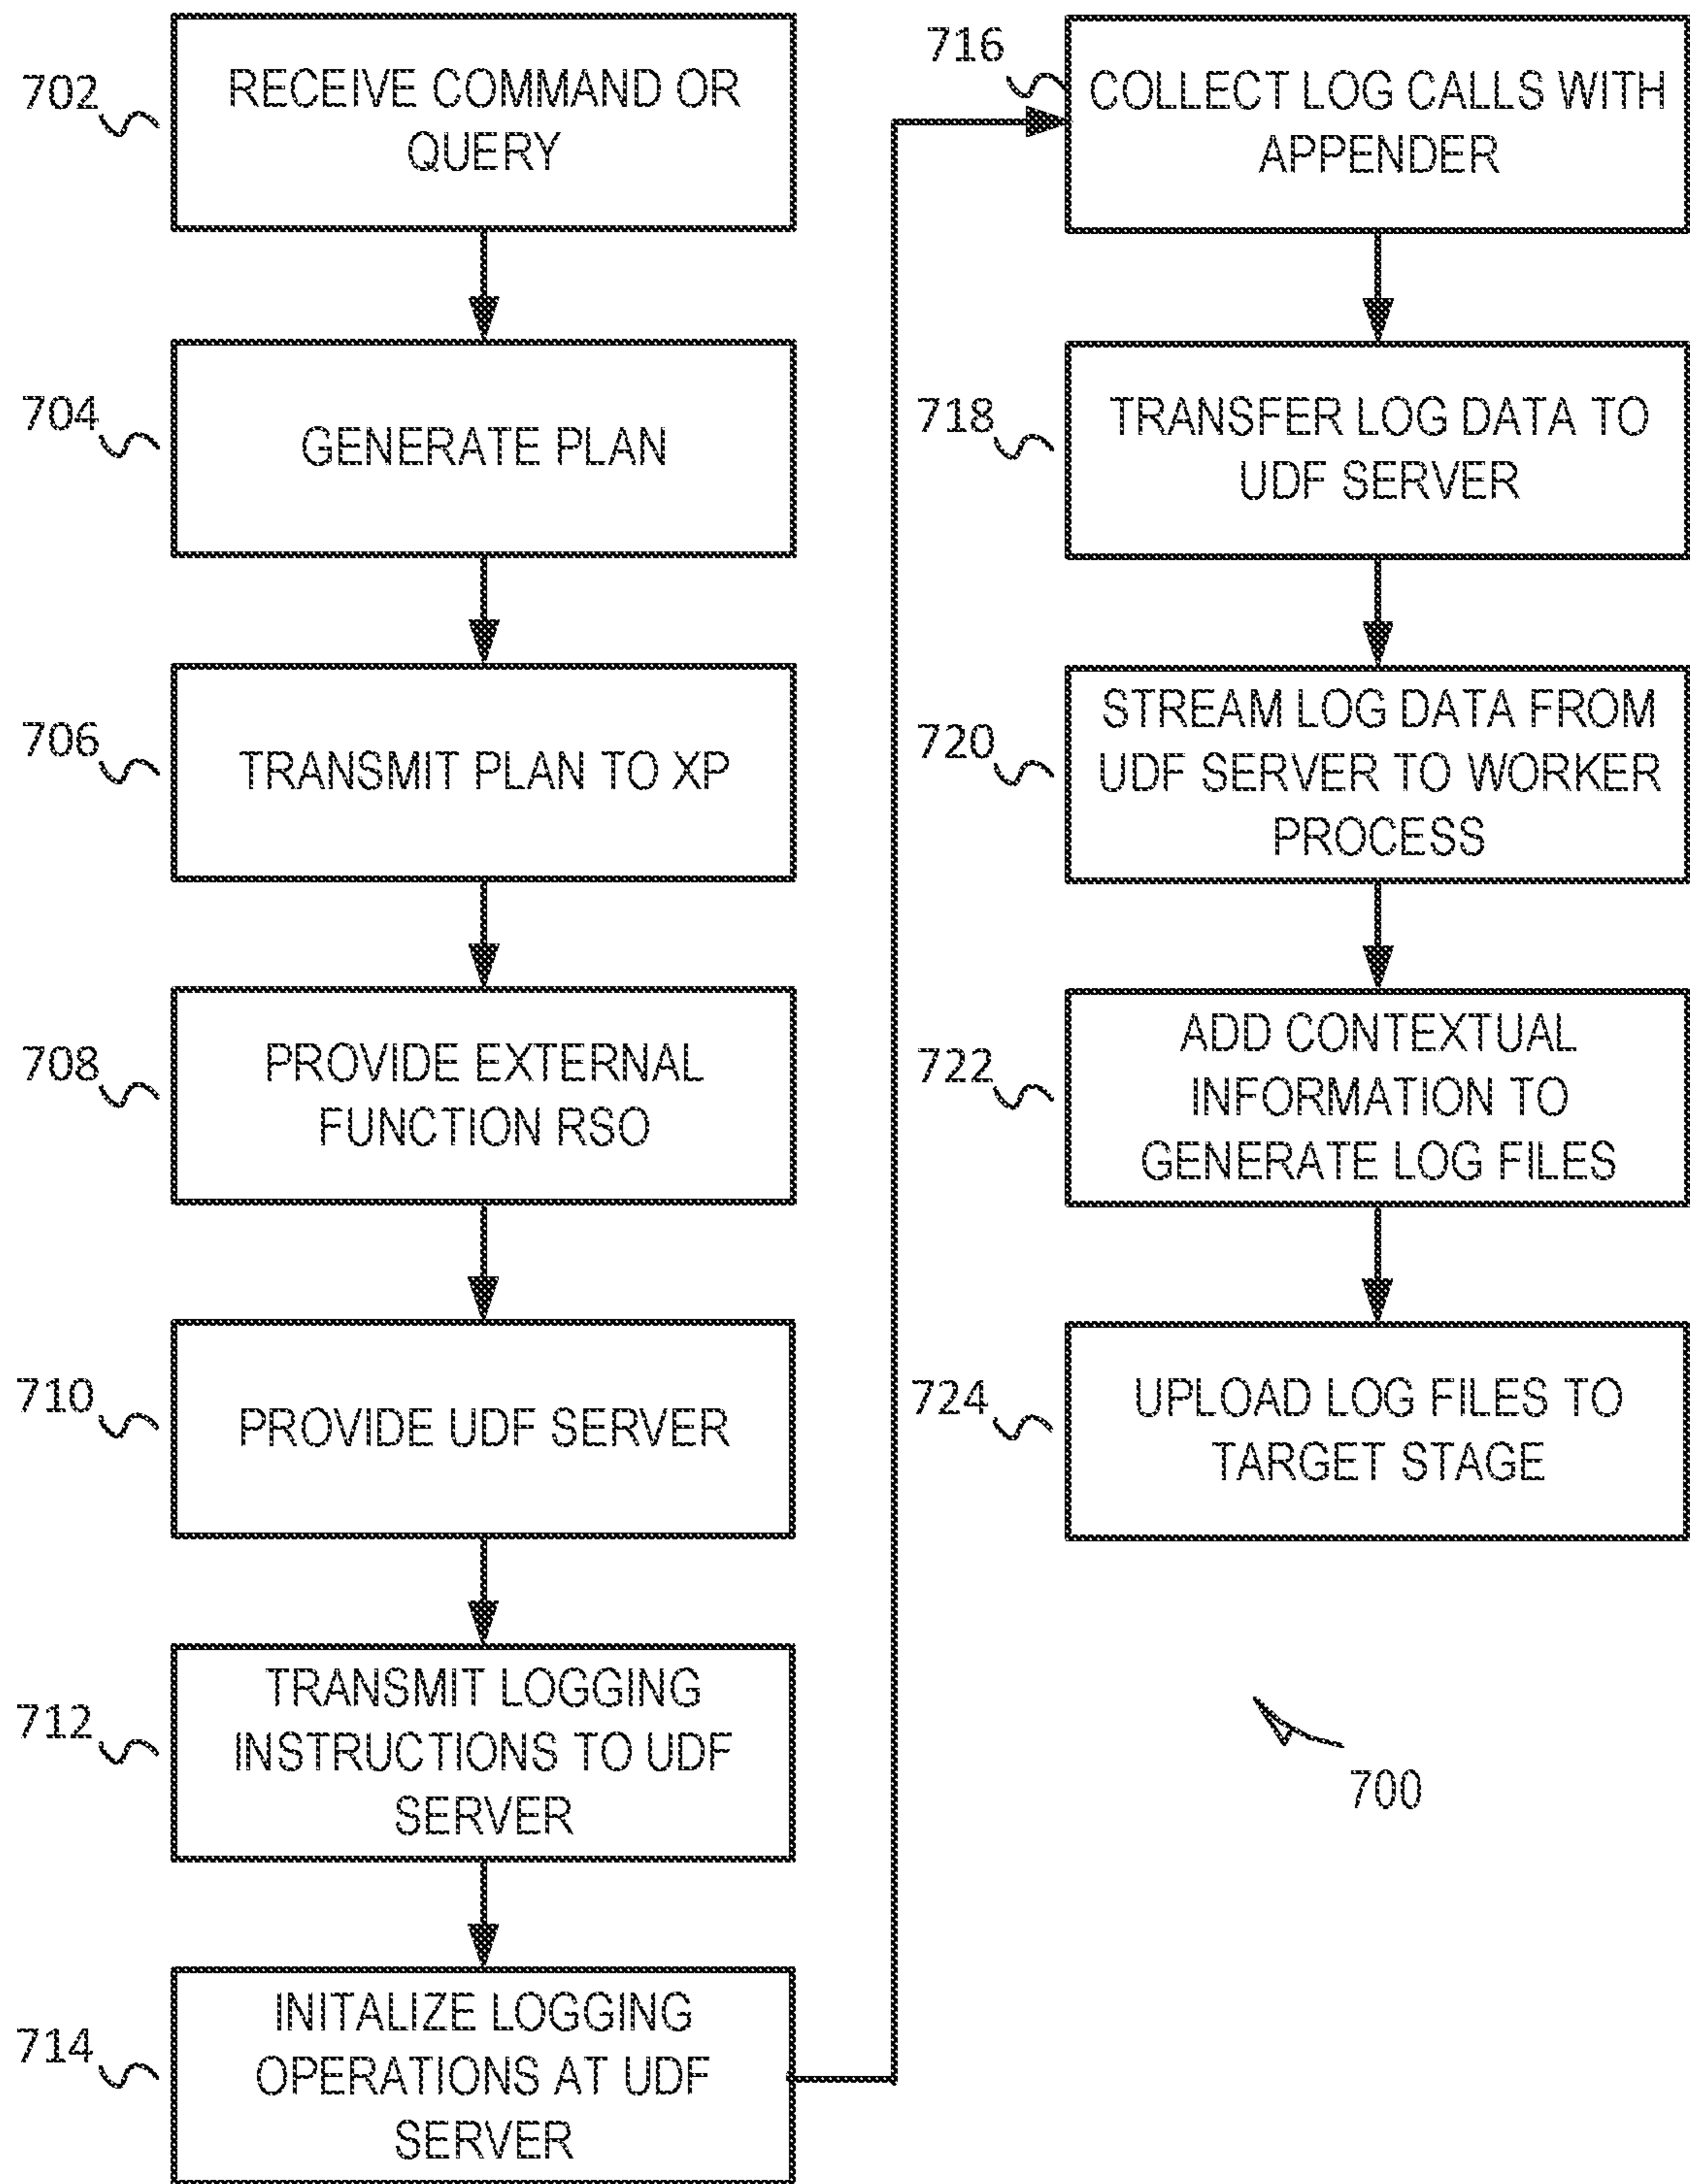 702
RECEIVE COMMAND OR
QUERY
704
GENERATE PLAN
706
TRANSMIT PLAN TO XP
708
PROVIDE EXTERNAL
FUNCTION RSO
710
PROVIDE UDF SERVER
712
TRANSMIT LOGGING
INSTRUCTIONS TO UDF
SERVER
714
INITALIZE LOGGING
OPERATIONS AT UDF
SERVER
716
COLLECT LOG CALLS WITH
APPENDER
718
TRANSFER LOG DATA TO
UDF SERVER
720
STREAM LOG DATA FROM
UDF SERVER TO WORKER
PROCESS
722
ADD CONTEXTUAL
INFORMATION TO
GENERATE LOG FILES
724
UPLOAD LOG FILES TO
TARGET STAGE
700